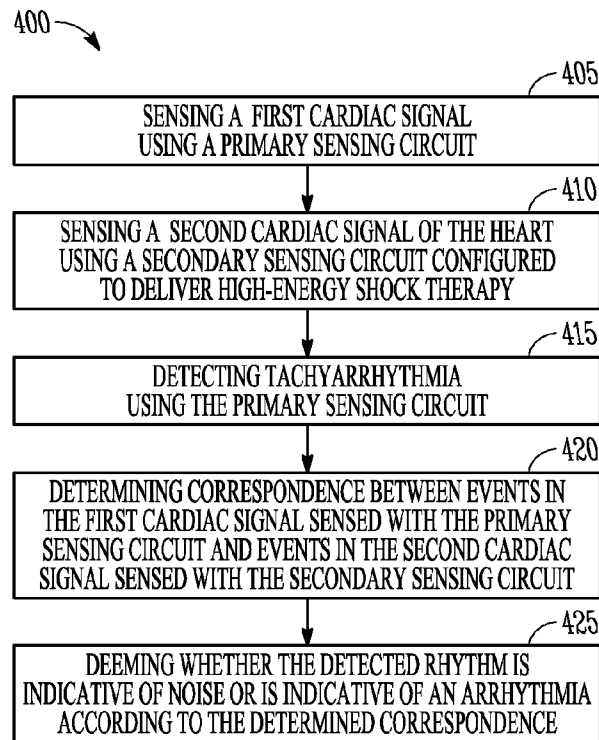 400
405
SENSING A FIRST CARDIAC SIGNAL
USING A PRIMARY SENSING CIRCUIT
410
SENSING A SECOND CARDIAC SIGNAL OF THE HEART
USING A SECONDARY SENSING CIRCUIT CONFIGURED
TO DELIVER HIGH-ENERGY SHOCK THERAPY
415
DETECTING TACHYARRHYTHMIA
USING THE PRIMARY SENSING CIRCUIT
420
DETERMINING CORRESPONDENCE BETWEEN EVENTS IN
THE FIRST CARDIAC SIGNAL SENSED WITH THE PRIMARY
SENSING CIRCUIT AND EVENTS IN THE SECOND CARDIAC
SIGNAL SENSED WITH THE SECONDARY SENSING CIRCUIT
425
DEEMING WHETHER THE DETECTED RHYTHM IS
INDICATIVE OF NOISE OR IS INDICATIVE OF AN ARRHYTHMIA
ACCORDING TO THE DETERMINED CORRESPONDENCE